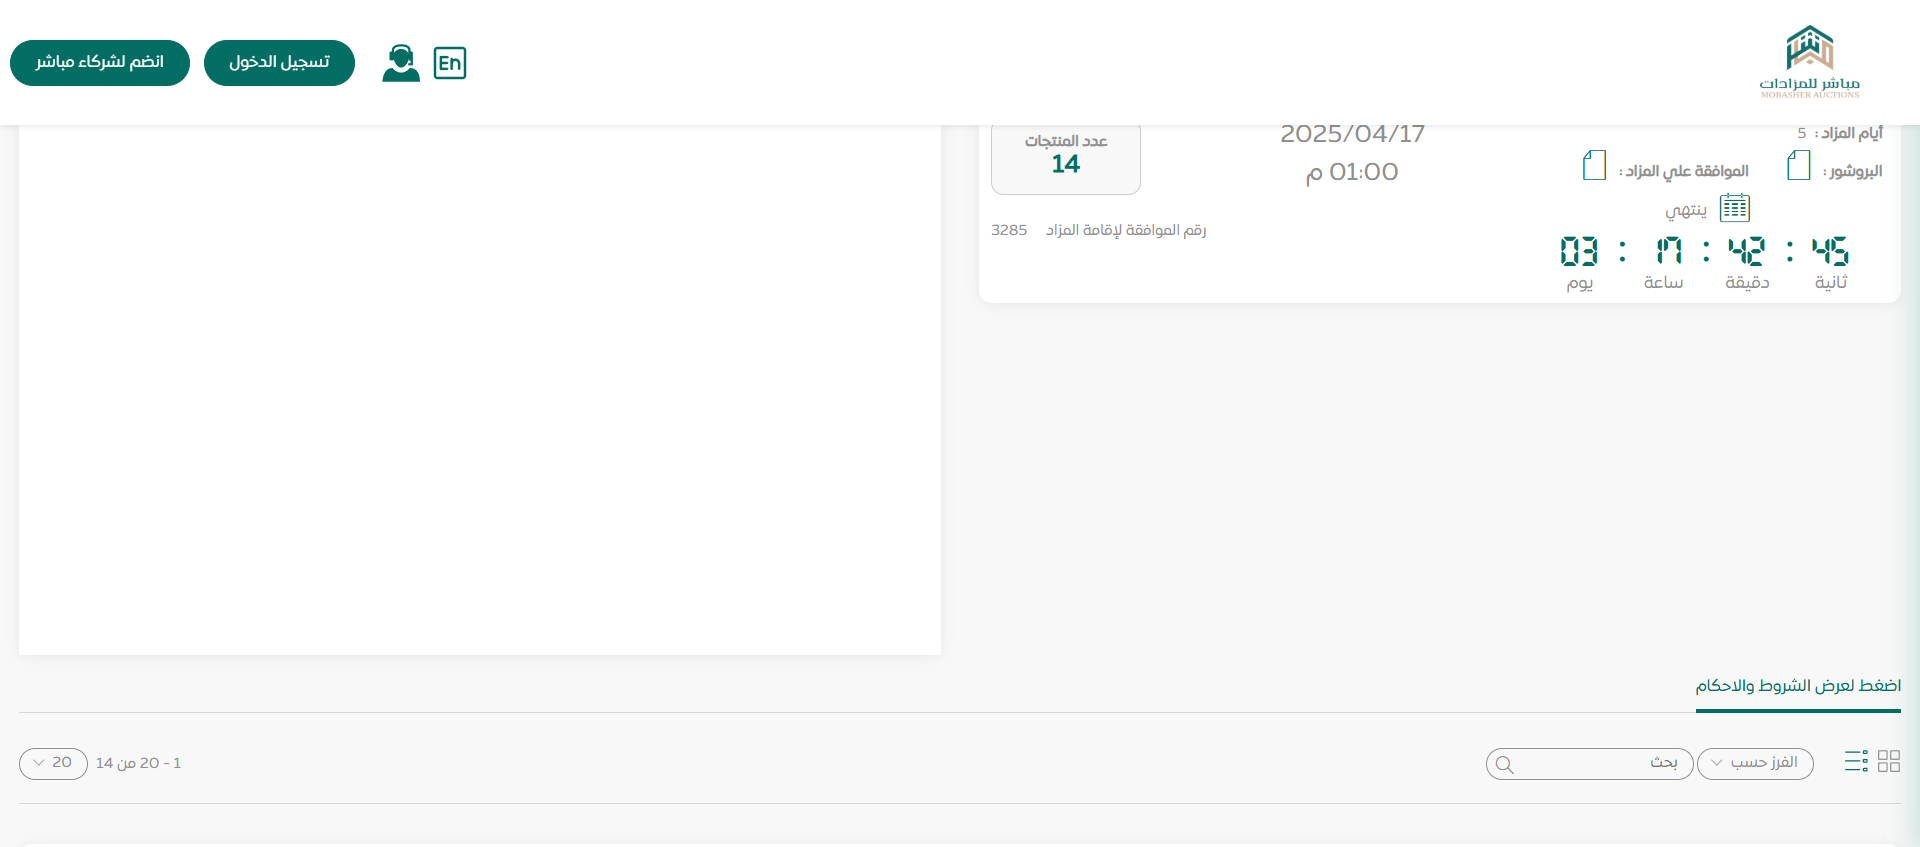 مباشر للمزادات
MOBASHER AUCTIONS
En
تسجيل الدخول
انضم لشركاء مباشر
أيام المزاد : 5
البروشور :
الموافقة علي المزاد :
ينتهي
03 : 17 : 42 : 45
يوم ساعة دقيقة ثانية
2025/04/17
01:00 م
عدد المنتجات
14
رقم الموافقة لإقامة المزاد 3285
اضغط لعرض الشروط والاحكام
الفرز حسب
بحث
1 - 20 من 14
20